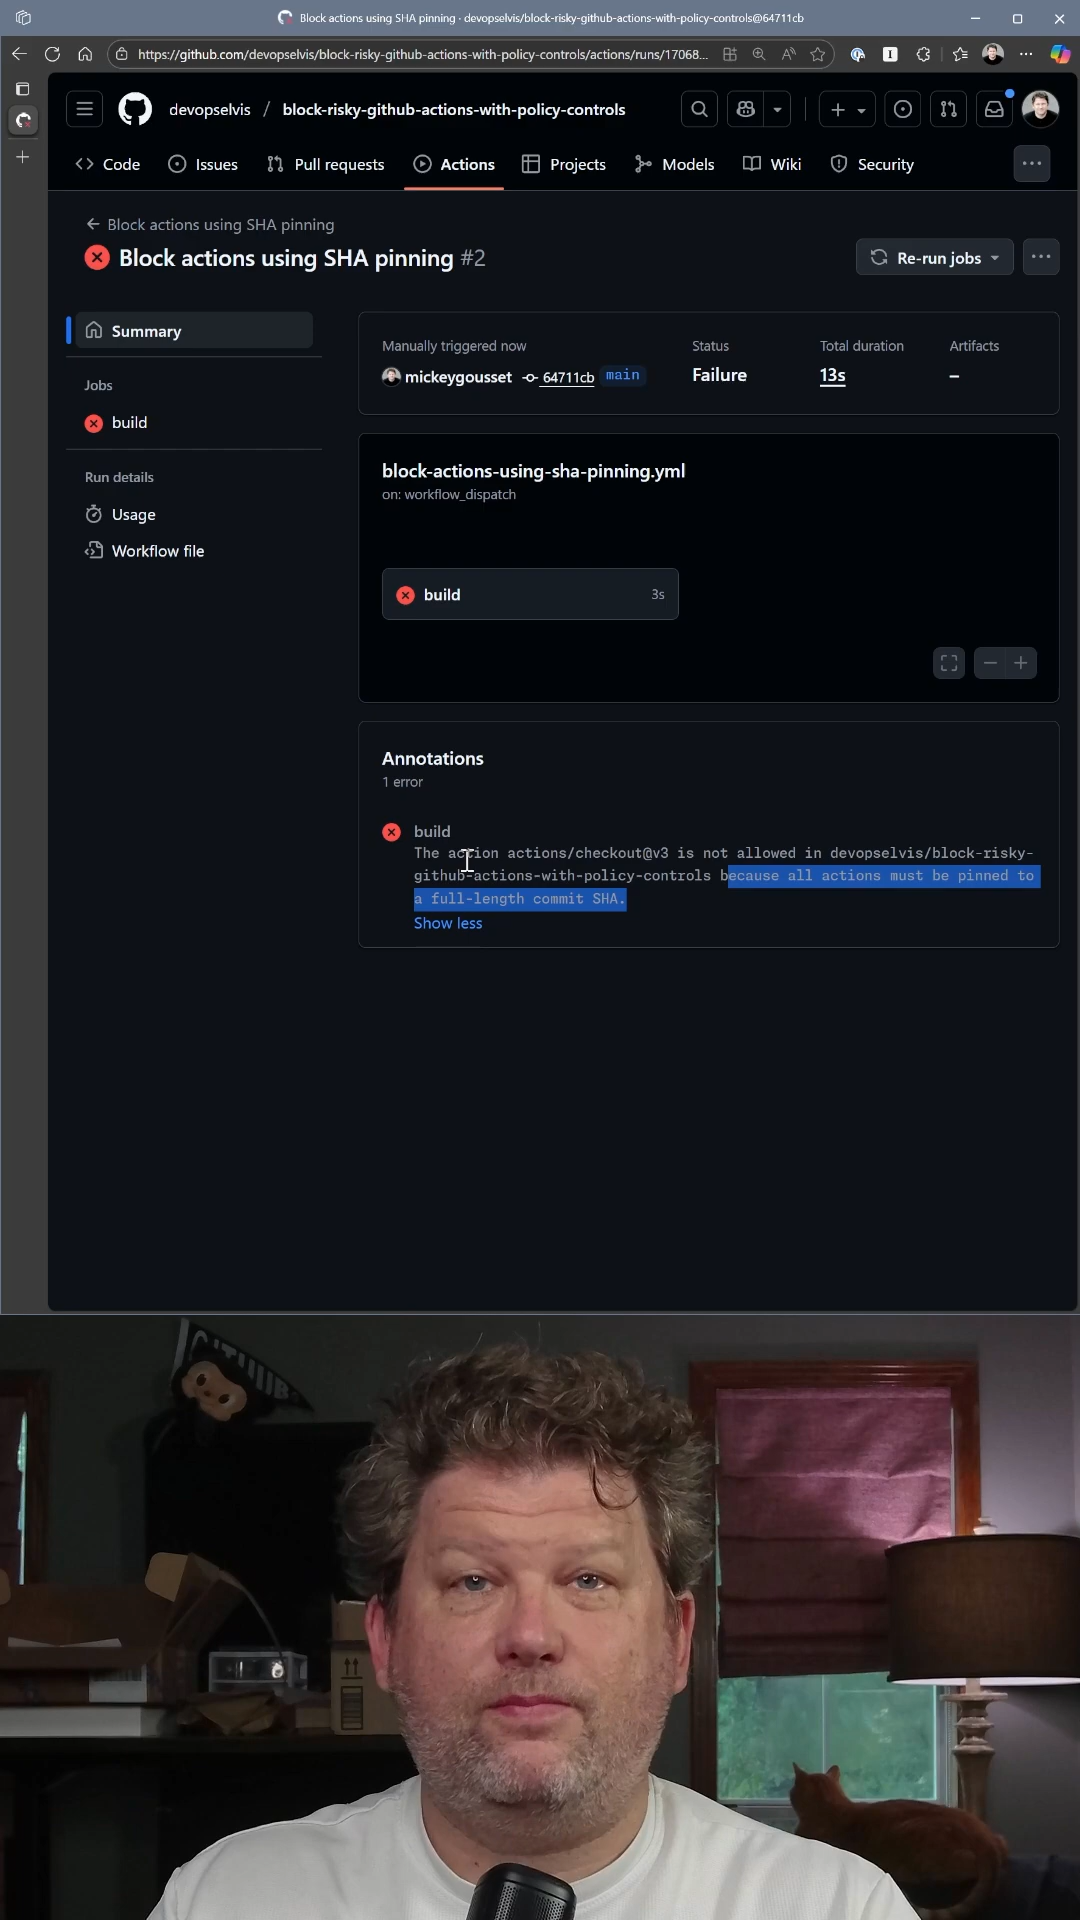 Block actions using SHA pinning · devopselvis/block-risky-github-actions-with-policy-controls@64711cb
https://github.com/devopselvis/block-risky-github-actions-with-policy-controls/actions/runs/17068...
devopselvis / block-risky-github-actions-with-policy-controls
Code Issues Pull requests Actions Projects Models Wiki Security
Block actions using SHA pinning
Block actions using SHA pinning #2
Re-run jobs
Summary
Jobs
build
Run details
Usage
Workflow file
Manually triggered now
mickeygousset 64711cb main
Status
Failure
Total duration
13s
Artifacts
–
block-actions-using-sha-pinning.yml
on: workflow_dispatch
build 3s
Annotations
1 error
build
The action actions/checkout@v3 is not allowed in devopselvis/block-risky-
github-actions-with-policy-controls because all actions must be pinned to
a full-length commit SHA.
Show less
GITHUB